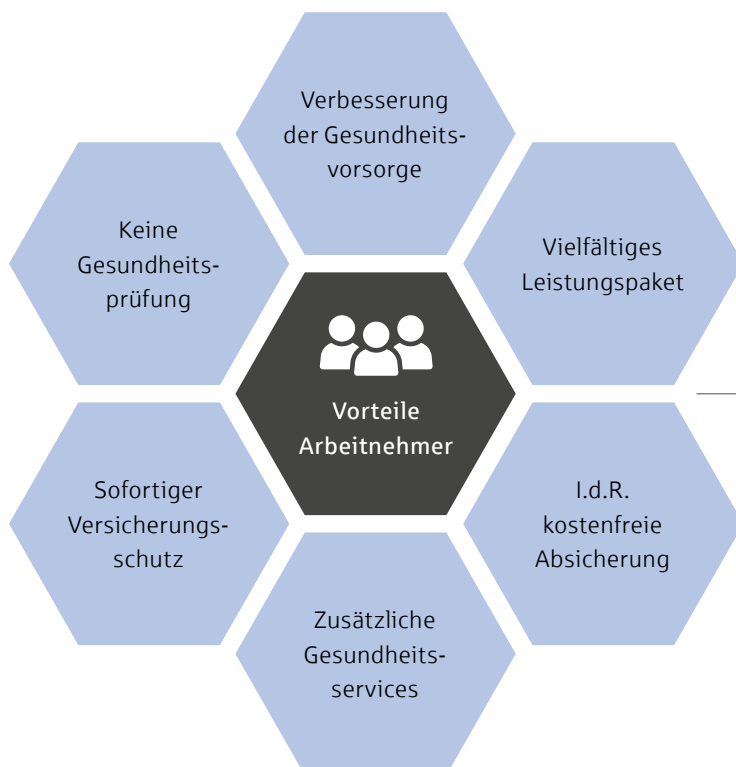 Verbesserung
der Gesundheits-
vorsorge
Keine
Gesundheits-
prüfung
Vielfältiges
Leistungspaket
Vorteile
Arbeitnehmer
Sofortiger
Versicherungs-
schutz
I.d.R.
kostenfreie
Absicherung
Zusätzliche
Gesundheits-
services